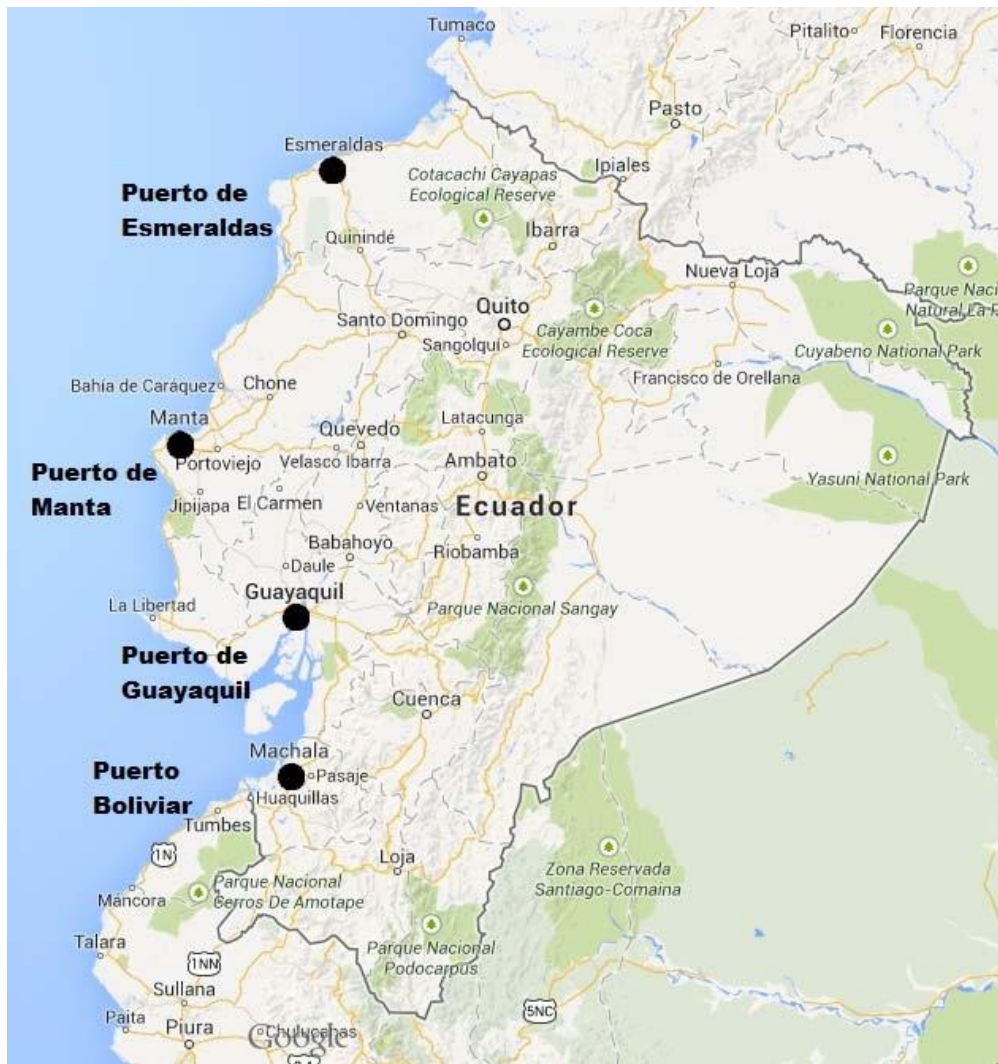 Tumaco
Pitalito
Florencia
Pasto
Esmeraldas
Ipiales
Cotacachi Cayapas
Ecological Reserve
Puerto de
Esmeraldas
Ibarra
Quinindé
Nueva Loja
Parque Naci
Natural La P
Quito
Santo Domingo
Cayambe Coca
Ecological Reserve
Sangolquí
Cuyabeno National Park
Francisco de Orellana
Bahía de Caráquez
Chone
Manta
Latacunga
Quevedo
Portoviejo
Velasco Ibarra
Ambato
Puerto de
Manta
Yasuni National Park
Jipijapa
El Carmen
Ventanas
Ecuador
Babahoyo
Riobamba
Daule
Guayaquil
La Libertad
Parque Nacional Sangay
Puerto de
Guayaquil
Cuenca
Machala
Pasaje
Puerto
Boliviar
Huaquillas
Tumbes
1N
Loja
Zona Reservada
Santiago-Comaina
Parque Nacional
Cerros De Amotape
Máncora
Talara
Parque Nacional
Podocarpus
1NN
Sullana
5NC
Paita
Piura
Chulucanas
Google